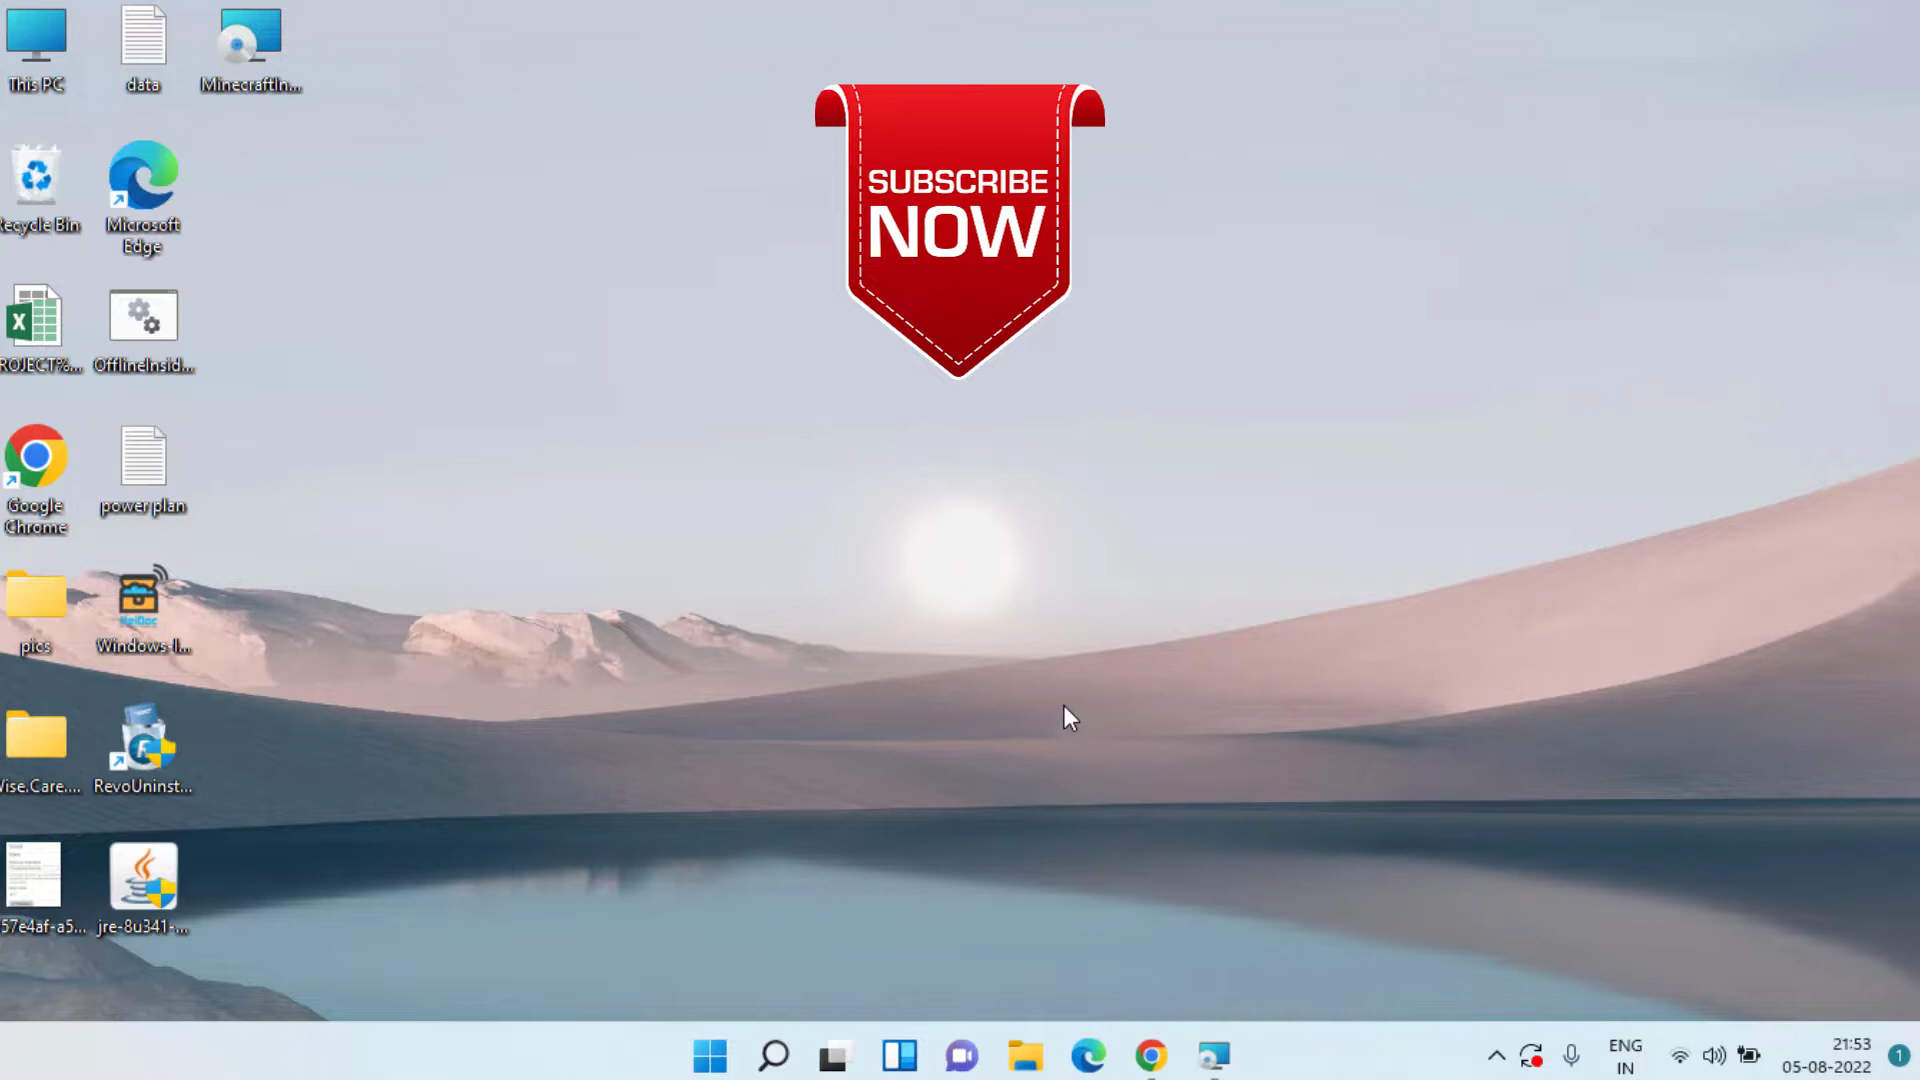 This PC
data
MinecraftIn...
SUBSCRIBE
NOW
Recycle Bin
Microsoft
Edge
ROJECT%...
OfflineInsid...
Google
Chrome
power plan
pics
HeiDoc
Windows-I...
Wise.Care....
RevoUninst...
57e4af-a5...
jre-8u341-...
ENG
IN
21:53
05-08-2022
1